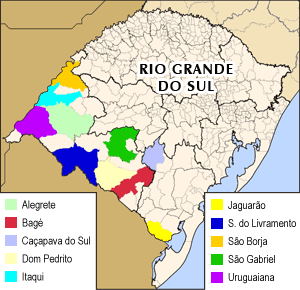 RIO GRANDE
DO SUL
Alegrete
Bagé
Caçapava do Sul
Dom Pedrito
Itaqui
Jaguarão
S. do Livramento
São Borja
São Gabriel
Uruguaiana